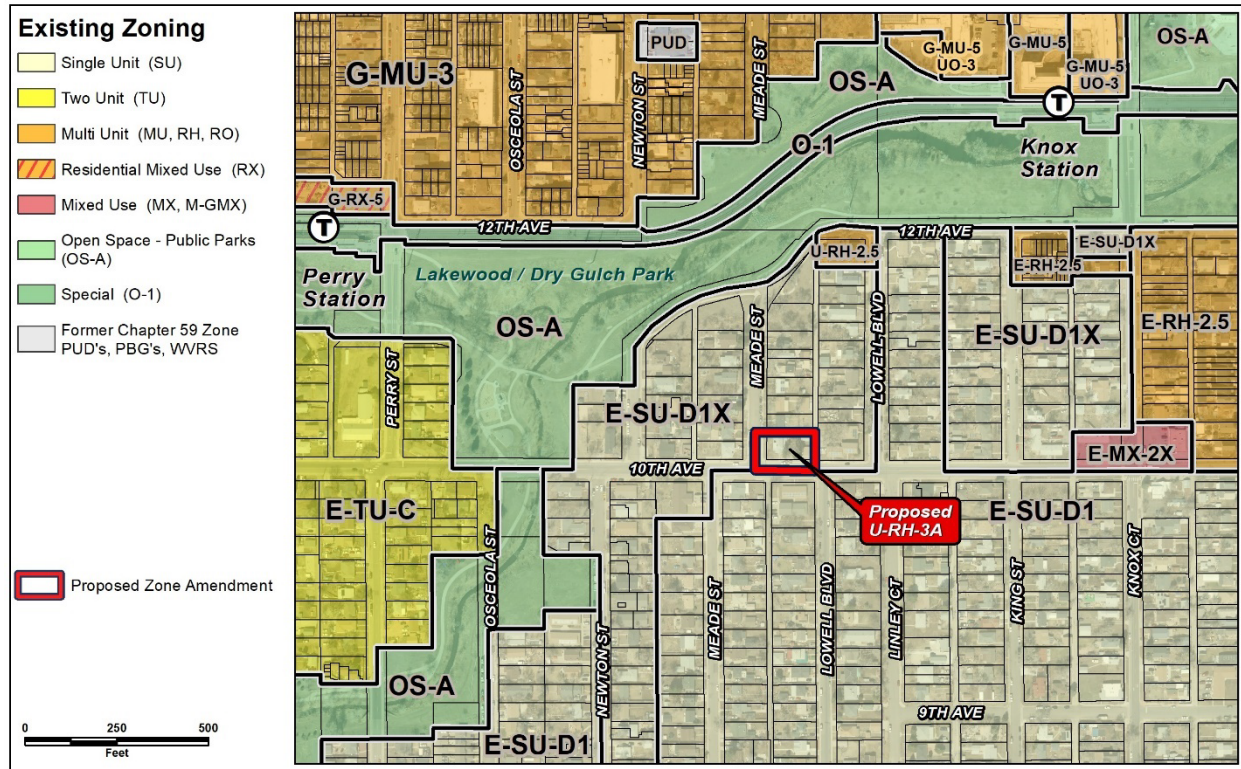 Existing Zoning
Single Unit (SU)
Two Unit (TU)
Multi Unit (MU, RH, RO)
Residential Mixed Use (RX)
Mixed Use (MX, M-GMX)
Open Space - Public Parks
(OS-A)
Special (O-1)
Former Chapter 59 Zone
PUD's, PBG's, WVRS
Proposed Zone Amendment
0 250 500
Feet
G-MU-3
OSCEOLA ST
NEWTON ST
PUD
MEADE ST
OS-A
G-MU-5
UO-3
G-MU-5
G-MU-5
UO-3
OS-A
T
O-1
Knox
Station
G-RX-5
T
12TH AVE
12TH AVE
Perry
Station
Lakewood / Dry Gulch Park
OS-A
U-RH-2.5
E-SU-D1X
E-RH-2.5
E-RH-2.5
PERRY ST
MEADE ST
LOWELL BLVD
E-SU-D1X
E-SU-D1X
10TH AVE
E-MX-2X
Proposed
U-RH-3A
E-TU-C
OSCEOLA ST
E-SU-D1
NEWTON ST
MEADE ST
LOWELL BLVD
LINLEY CT
KING ST
KNOX CT
OS-A
9TH AVE
E-SU-D1